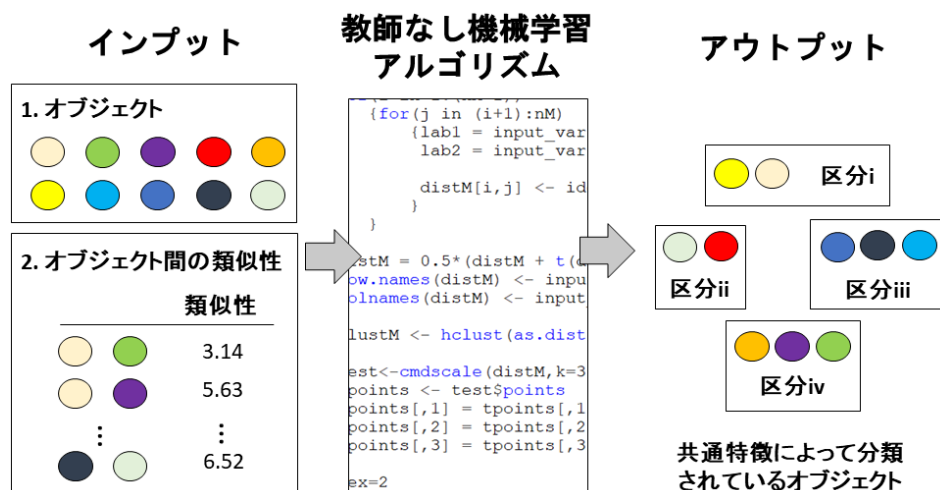 インプット
教師なし機械学習
アルゴリズム
アウトプット
1. オブジェクト
2. オブジェクト間の類似性
類似性
3.14
5.63
⋮ ⋮
6.52
{for(j in (i+1):nM)
{lab1 = input_var
lab2 = input_var
distM[i,j] <- id
}
}
stM = 0.5*(distM + t(d
ow.names(distM) <- inpu
olnames(distM) <- input
lustM <- hclust(as.dist
est<-cmdscale(distM,k=3
points <- test$points
points[,1] = tpoints[,1
points[,2] = tpoints[,2
points[,3] = tpoints[,3
ex=2
区分i
区分ii
区分iii
区分iv
共通特徴によって分類
されているオブジェクト